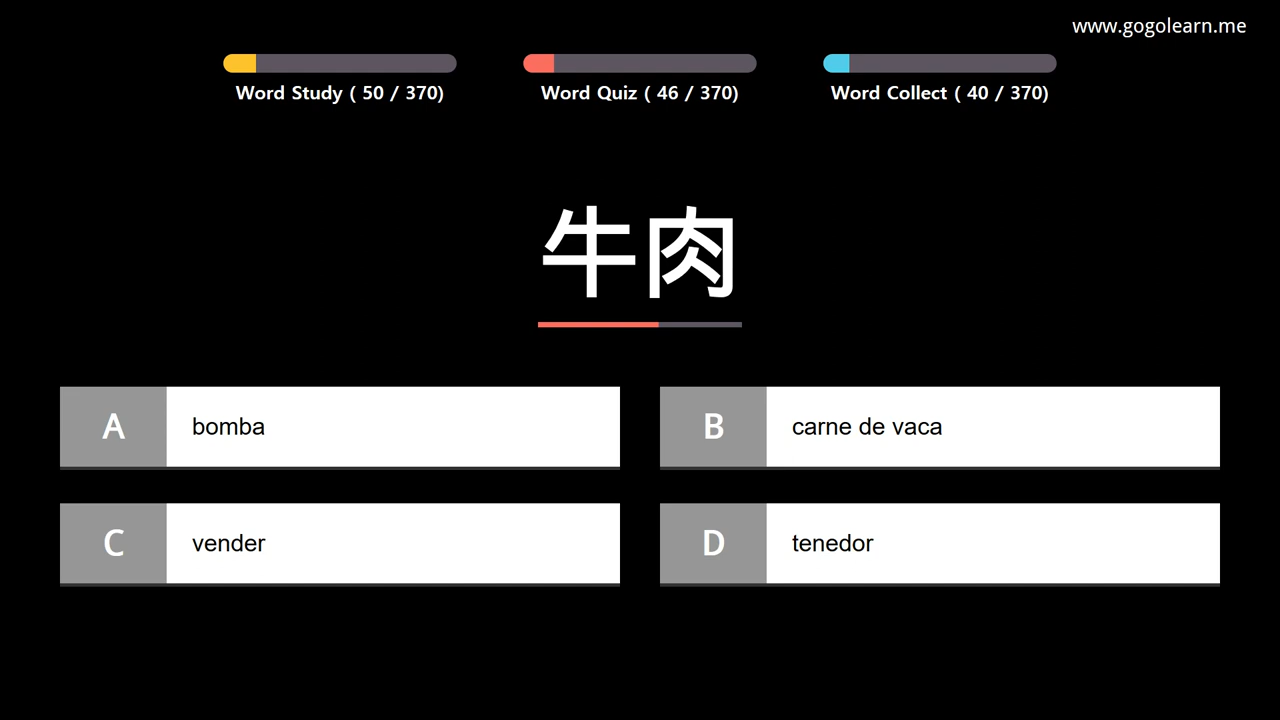 www.gogolearn.me
Word Study ( 50 / 370)
Word Quiz ( 46 / 370)
Word Collect ( 40 / 370)
牛肉
A bomba
B carne de vaca
C vender
D tenedor